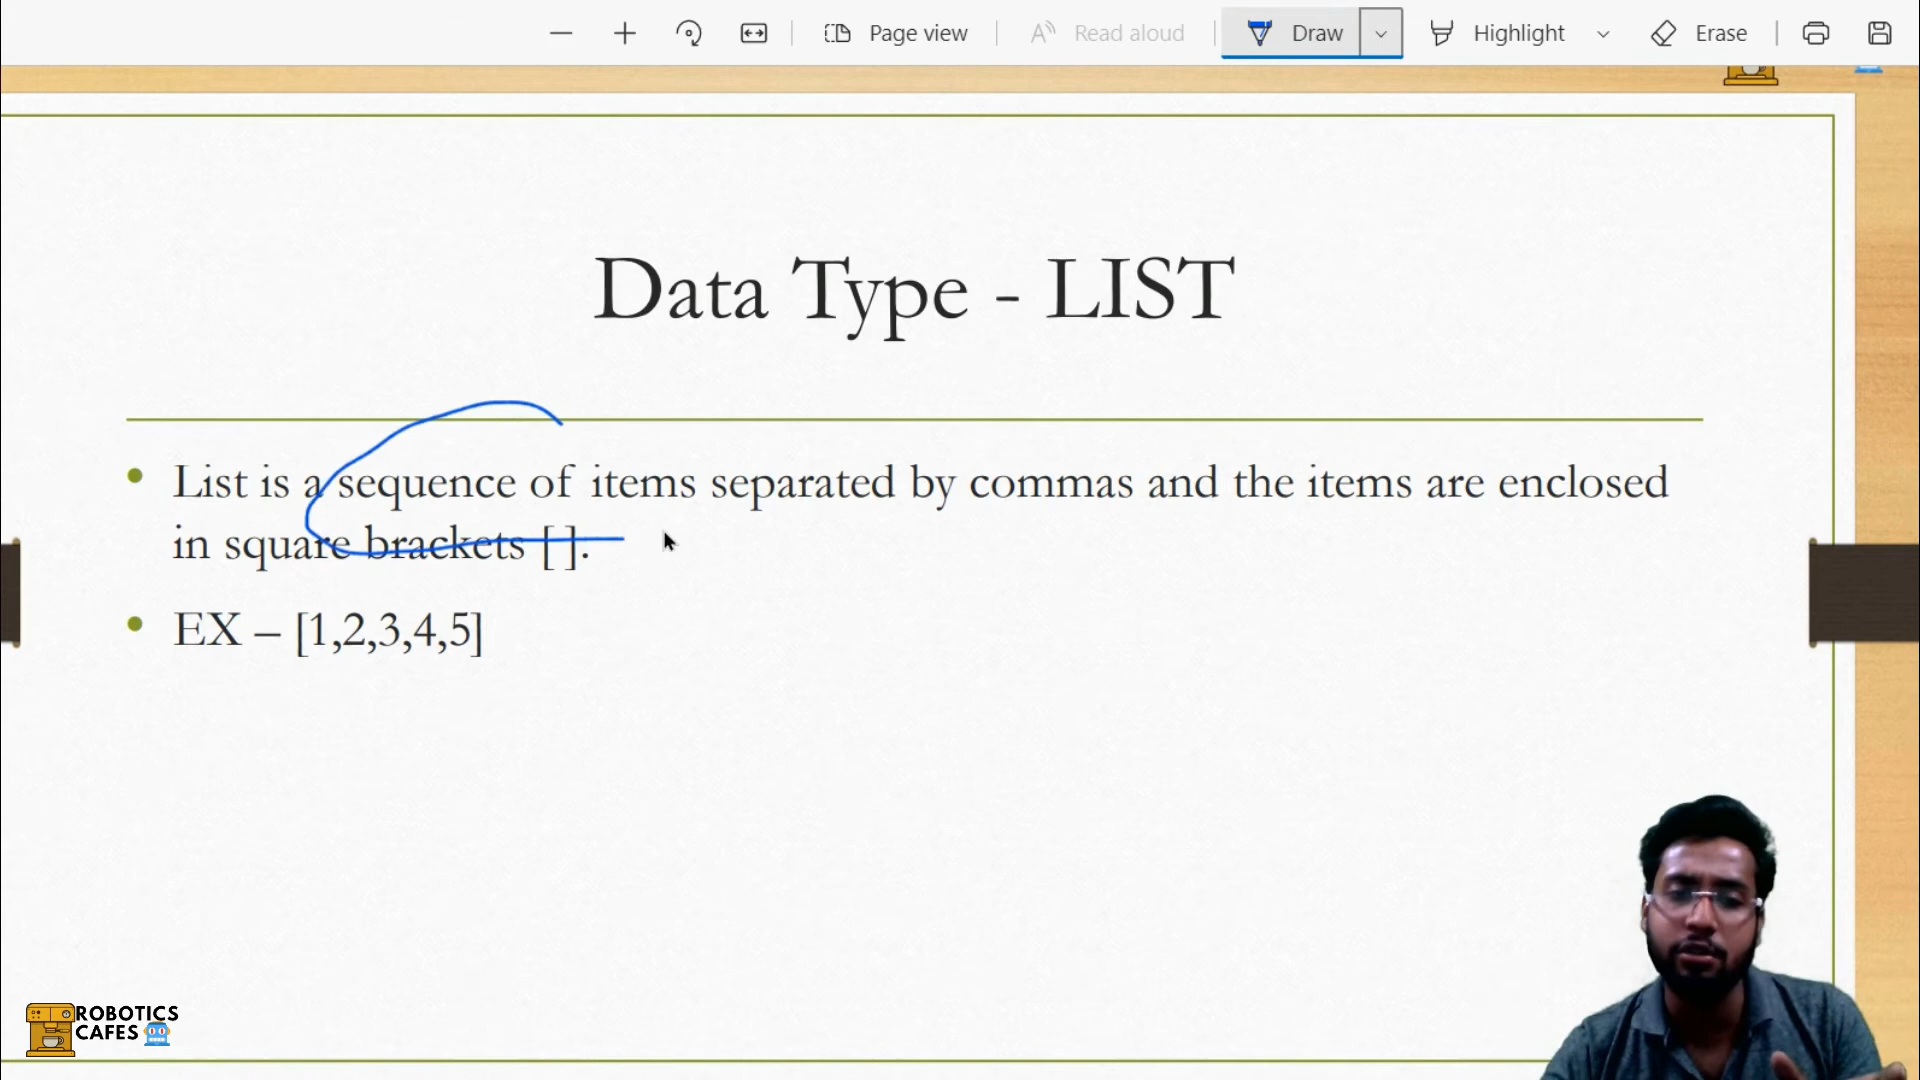 Page view
Read aloud
Draw
Highlight
Erase
Data Type - LIST
• List is a sequence of items separated by commas and the items are enclosed
in square brackets [ ].
• EX – [1,2,3,4,5]
ROBOTICS
CAFES